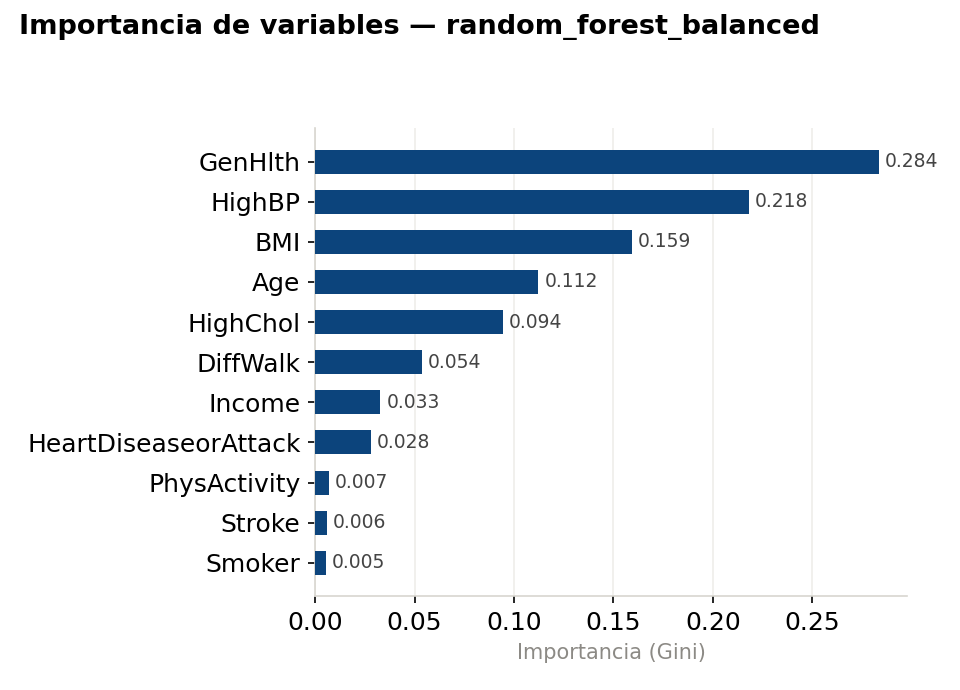 Importancia de variables — random_forest_balanced
GenHlth 0.284
HighBP 0.218
BMI 0.159
Age 0.112
HighChol 0.094
DiffWalk 0.054
Income 0.033
HeartDiseaseorAttack 0.028
PhysActivity 0.007
Stroke 0.006
Smoker 0.005
0.00 0.05 0.10 0.15 0.20 0.25
Importancia (Gini)